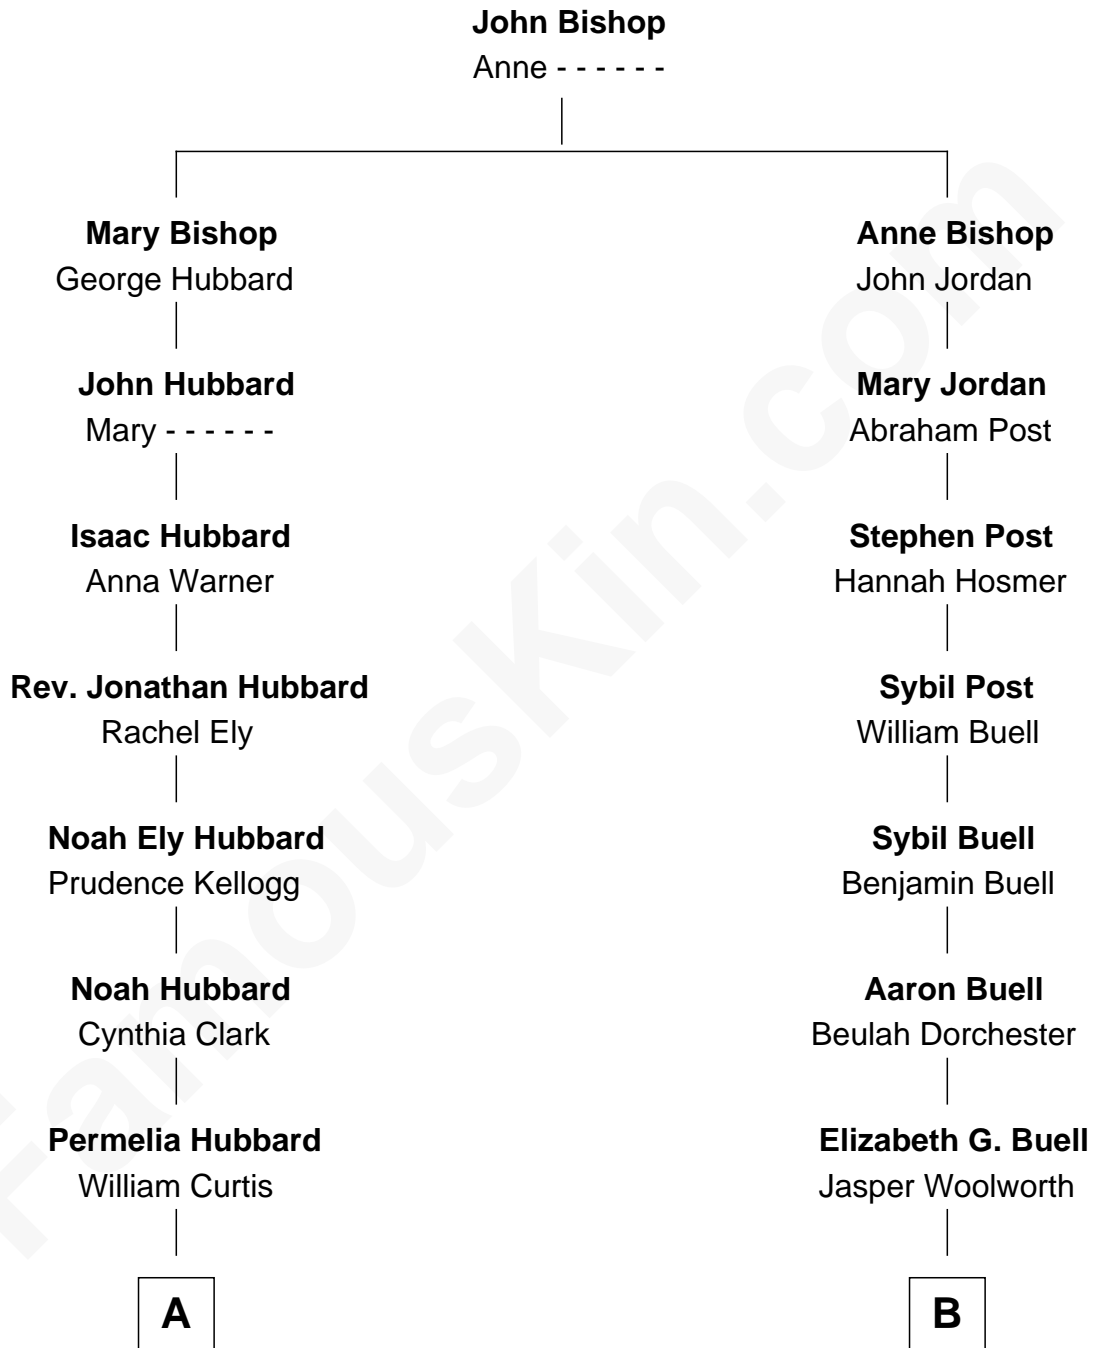 John Bishop
Anne - - - - - -
Mary Bishop
George Hubbard
Anne Bishop
John Jordan
John Hubbard
Mary - - - - - -
Mary Jordan
Abraham Post
Isaac Hubbard
Anna Warner
Stephen Post
Hannah Hosmer
Rev. Jonathan Hubbard
Rachel Ely
Sybil Post
William Buell
Noah Ely Hubbard
Prudence Kellogg
Sybil Buell
Benjamin Buell
Noah Hubbard
Cynthia Clark
Aaron Buell
Beulah Dorchester
Permelia Hubbard
William Curtis
Elizabeth G. Buell
Jasper Woolworth
A
B
FamousKin.com